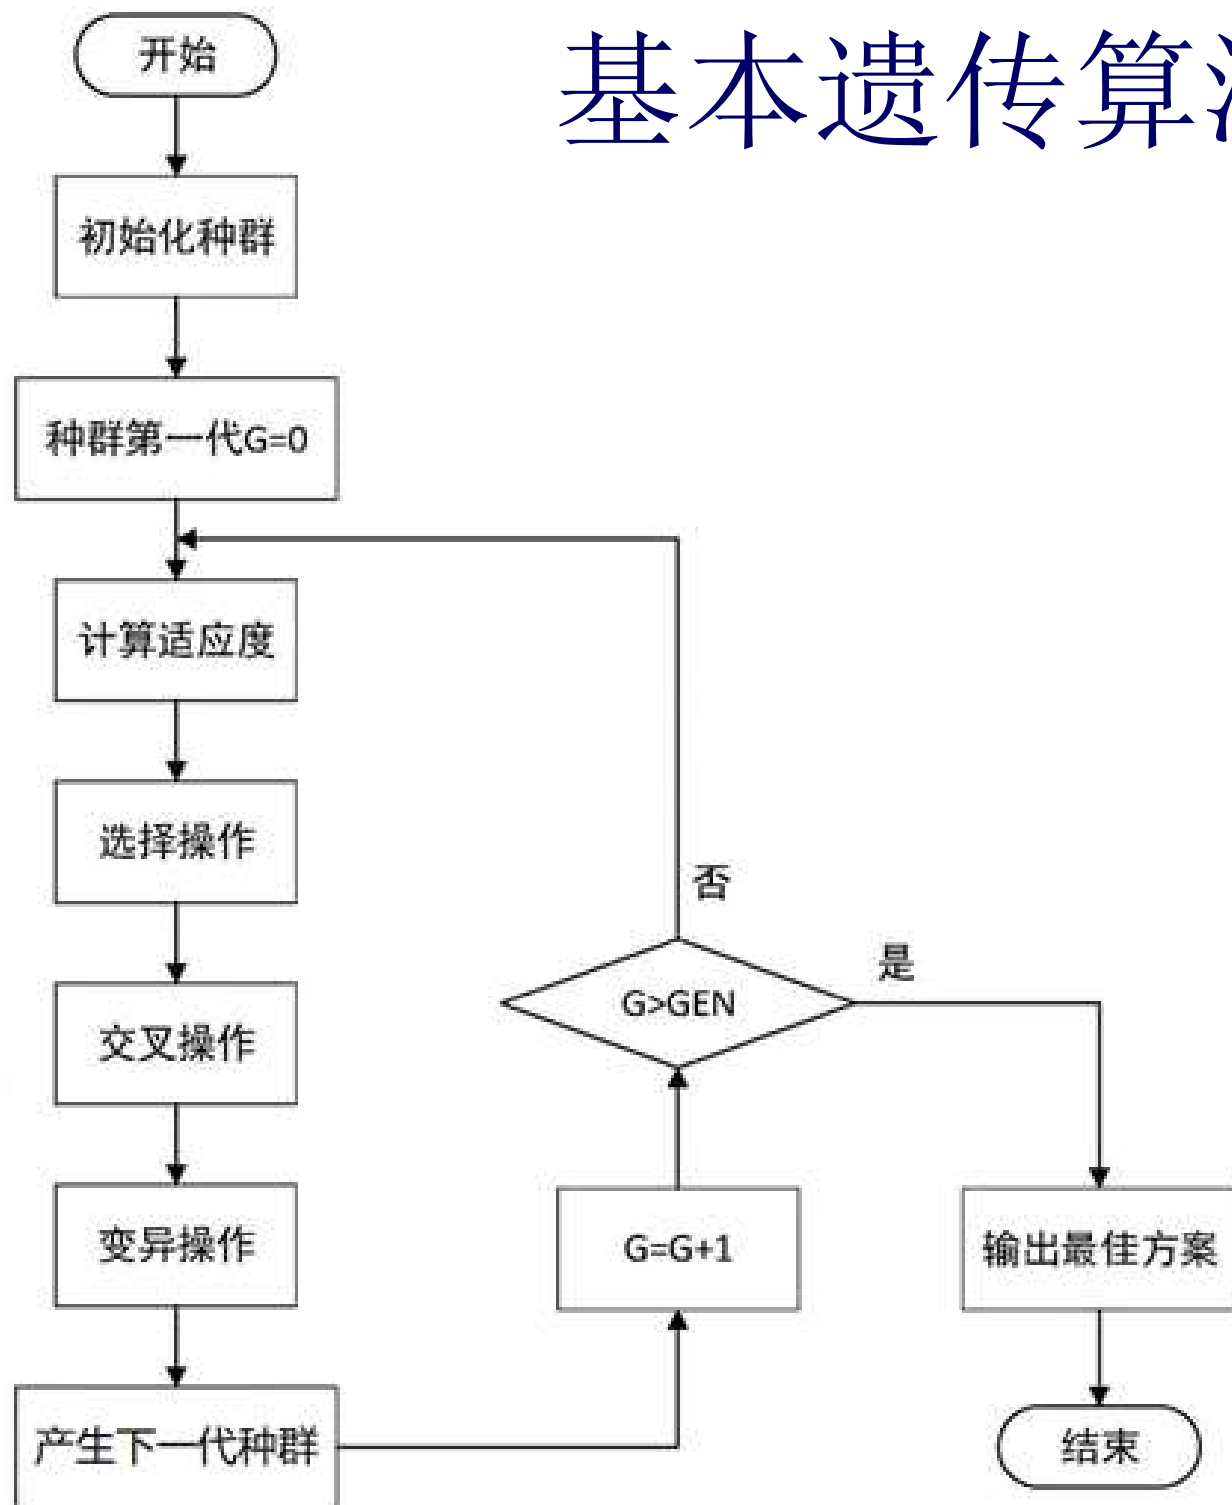 基本遗传算
开始
初始化种群
种群第一代G=0
计算适应度
选择操作
交叉操作
变异操作
产生下一代种群
G=G+1
G>GEN
否
是
输出最佳方案
结束